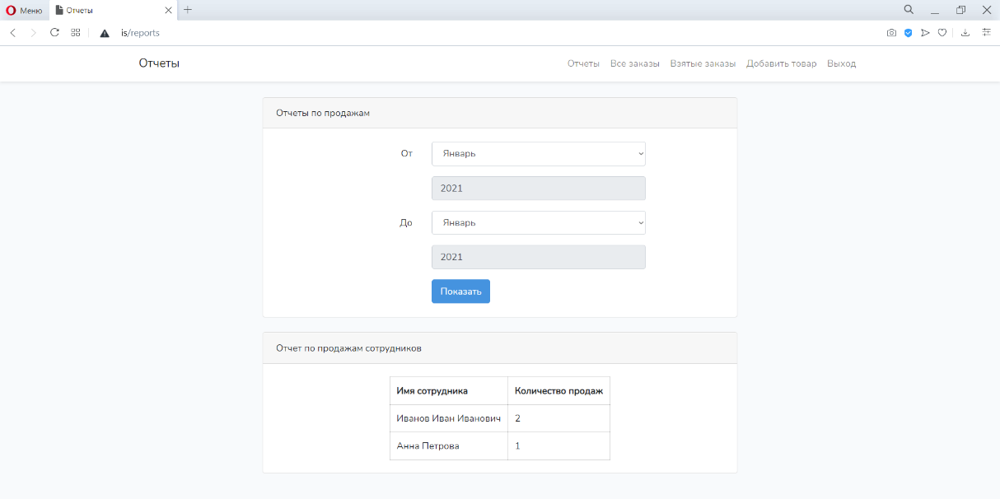 Меню
Отчеты
is/reports
Отчеты
Отчеты Все заказы Взятые заказы Добавить товар Выход
Отчеты по продажам
От Январь
2021
До Январь
2021
Показать
Отчет по продажам сотрудников
Имя сотрудника Количество продаж
Иванов Иван Иванович 2
Анна Петрова 1